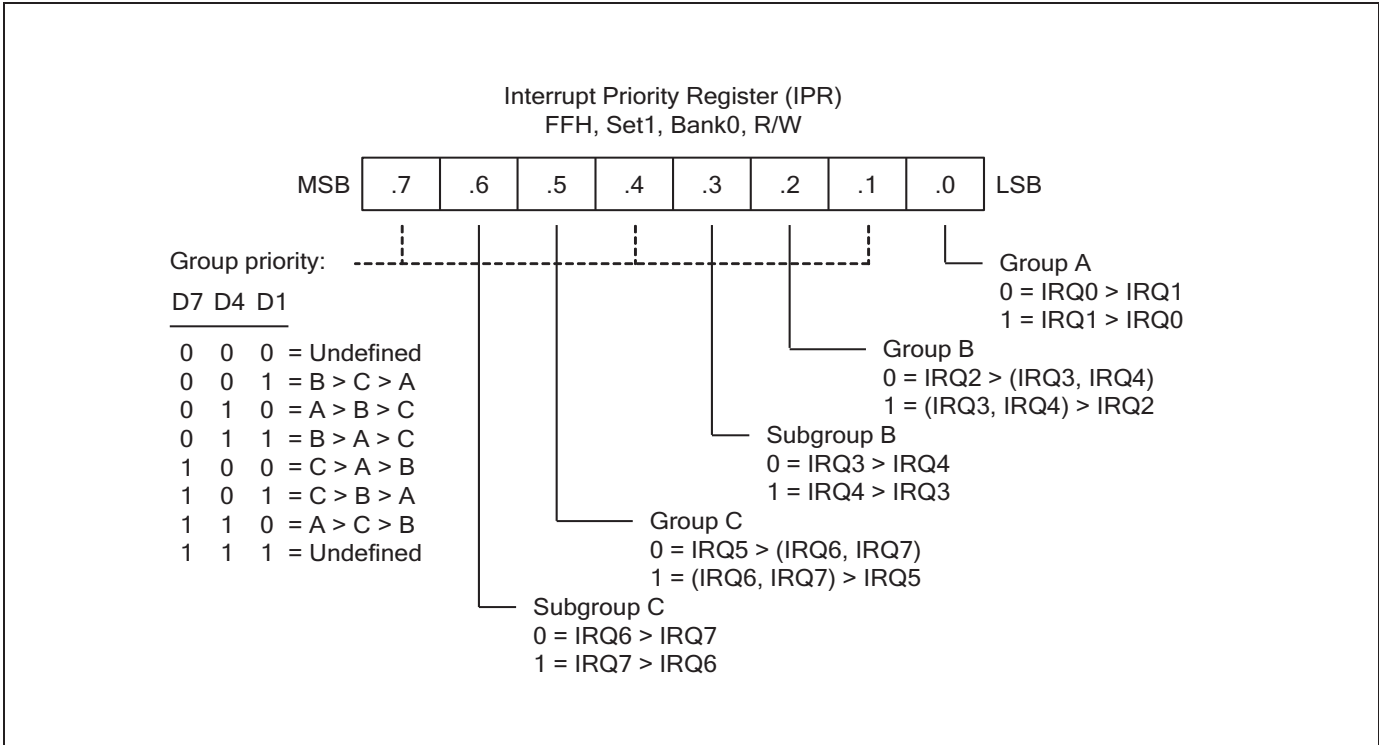 Interrupt Priority Register (IPR)
FFH, Set1, Bank0, R/W
MSB .7 .6 .5 .4 .3 .2 .1 .0 LSB
Group priority:
D7 D4 D1
0 0 0 = Undefined
0 0 1 = B > C > A
0 1 0 = A > B > C
0 1 1 = B > A > C
1 0 0 = C > A > B
1 0 1 = C > B > A
1 1 0 = A > C > B
1 1 1 = Undefined
Group A
0 = IRQ0 > IRQ1
1 = IRQ1 > IRQ0
Group B
0 = IRQ2 > (IRQ3, IRQ4)
1 = (IRQ3, IRQ4) > IRQ2
Subgroup B
0 = IRQ3 > IRQ4
1 = IRQ4 > IRQ3
Group C
0 = IRQ5 > (IRQ6, IRQ7)
1 = (IRQ6, IRQ7) > IRQ5
Subgroup C
0 = IRQ6 > IRQ7
1 = IRQ7 > IRQ6